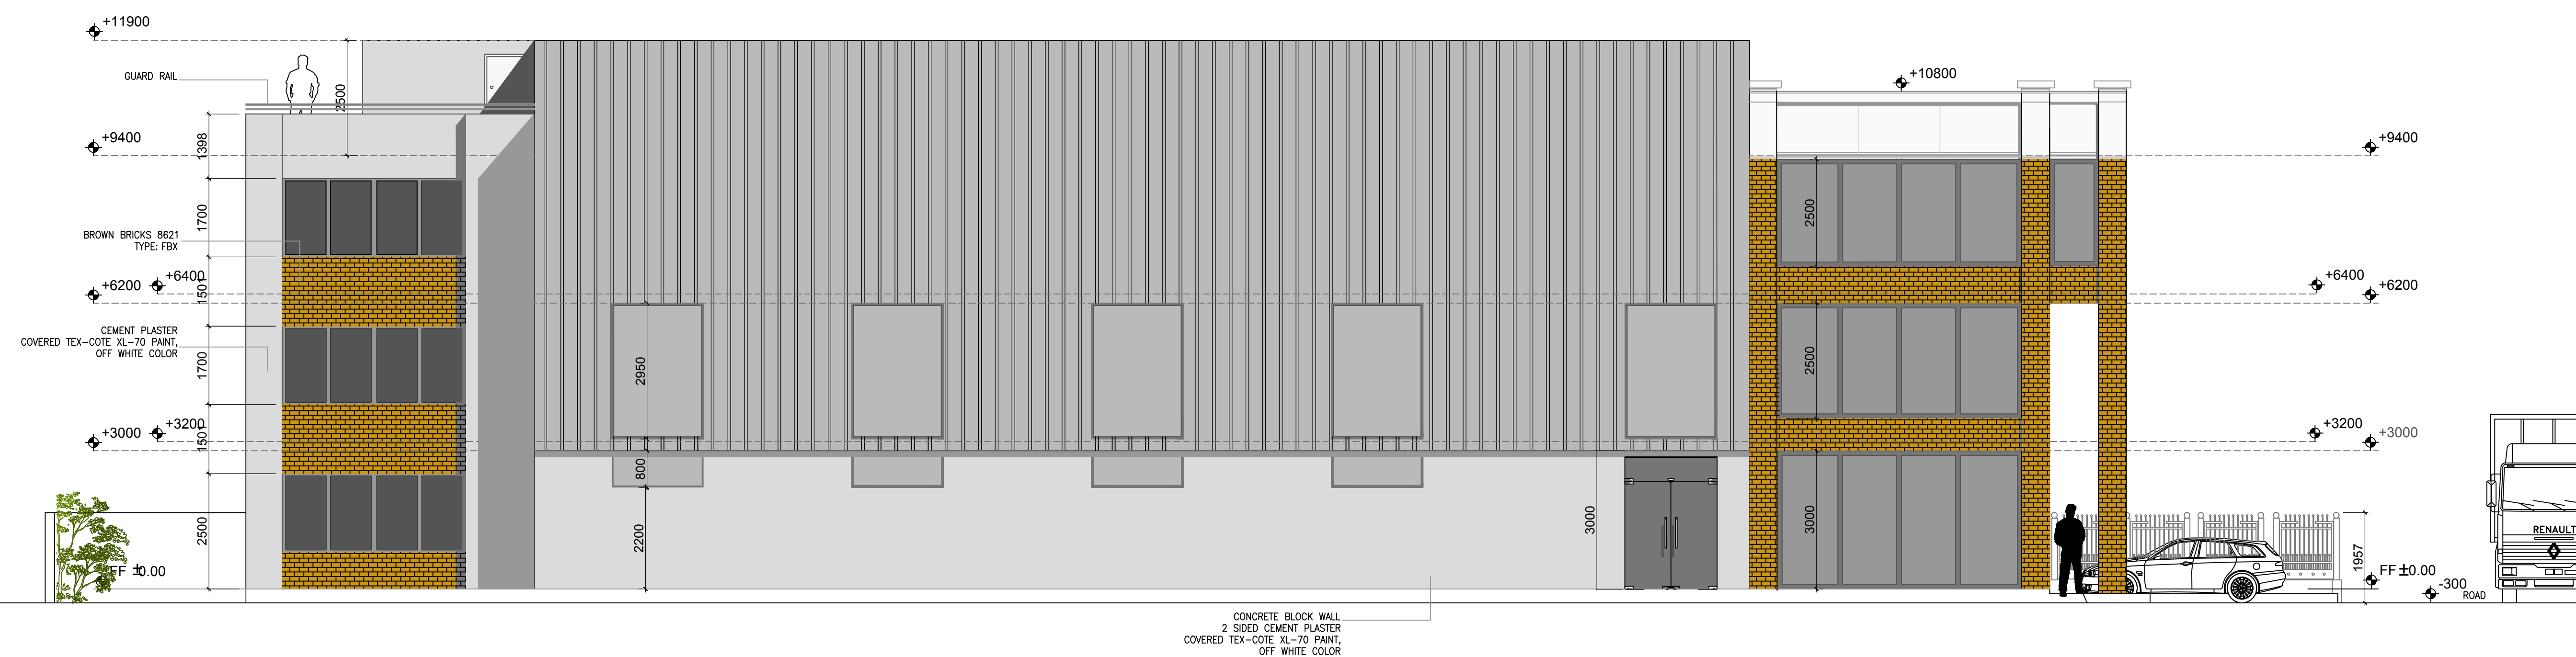 +11900
GUARD RAIL
2500
+10800
+9400
1398
+9400
1700
2500
BROWN BRICKS 8621
TYPE: FBX
+6400
+6200
1501
+6400
+6200
CEMENT PLASTER
COVERED TEX-COTE XL-70 PAINT,
OFF WHITE COLOR
1700
2950
2500
+3200
+3000
1501
+3200
+3000
800
2500
2200
3000
3000
RENAULT
1957
FF ±0.00
FF ±0.00
-300
ROAD
CONCRETE BLOCK WALL
2 SIDED CEMENT PLASTER
COVERED TEX-COTE XL-70 PAINT,
OFF WHITE COLOR